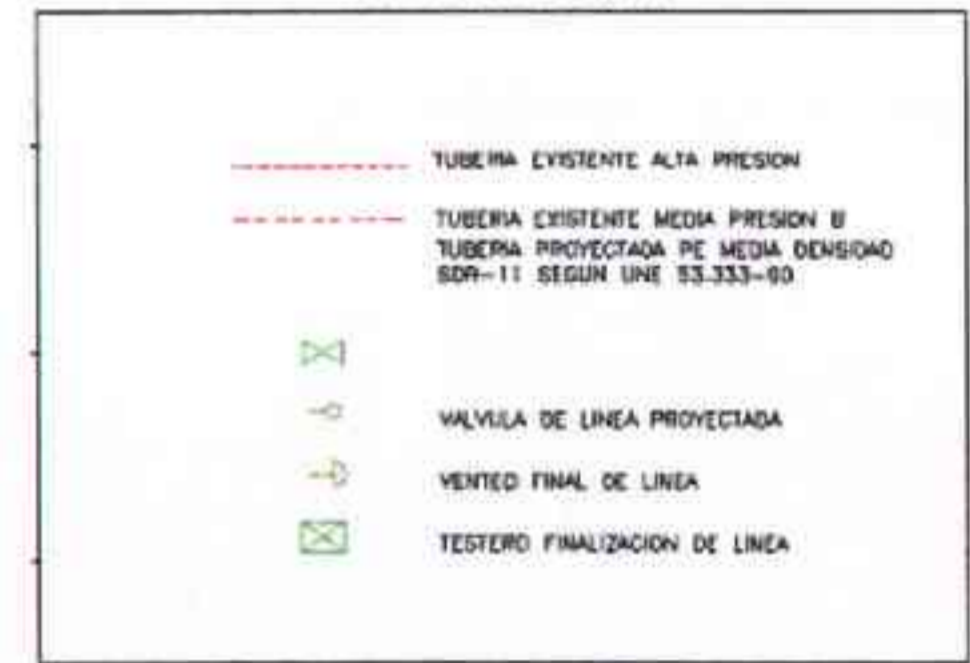 TUBERIA EXISTENTE ALTA PRESION
TUBERIA EXISTENTE MEDIA PRESION B
TUBERIA PROYECTADA PE MEDIA DENSIDAD
SDR-11 SEGUN UNE 53.333-90
VALVULA DE LINEA PROYECTADA
VENTEO FINAL DE LINEA
TESTERO FINALIZACION DE LINEA